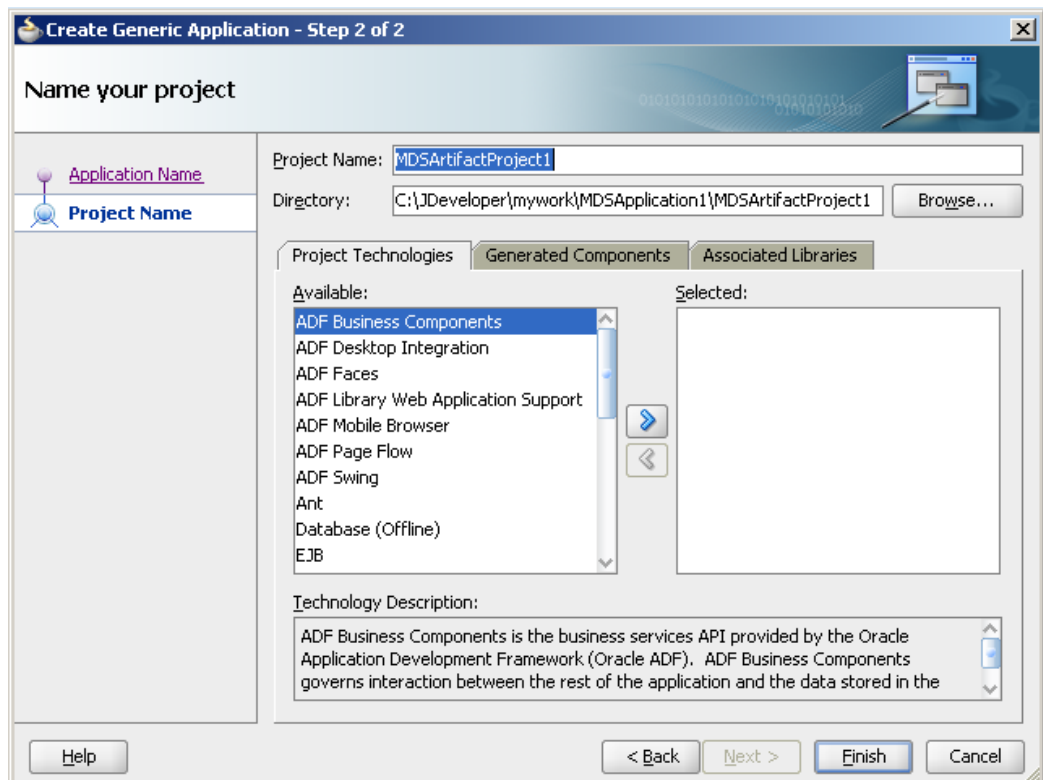 Create Generic Application - Step 2 of 2
Name your project
0101010101010101010101010101
01010101010
Application Name
Project Name
Project Name: MDSArtifactProject1
Directory: C:\JDeveloper\mywork\MDSApplication1\MDSArtifactProject1 Browse...
Project Technologies Generated Components Associated Libraries
Available: Selected:
ADF Business Components
ADF Desktop Integration
ADF Faces
ADF Library Web Application Support
ADF Mobile Browser
ADF Page Flow
ADF Swing
Ant
Database (Offline)
EJB
Technology Description:
ADF Business Components is the business services API provided by the Oracle
Application Development Framework (Oracle ADF). ADF Business Components
governs interaction between the rest of the application and the data stored in the
Help < Back Next > Finish Cancel